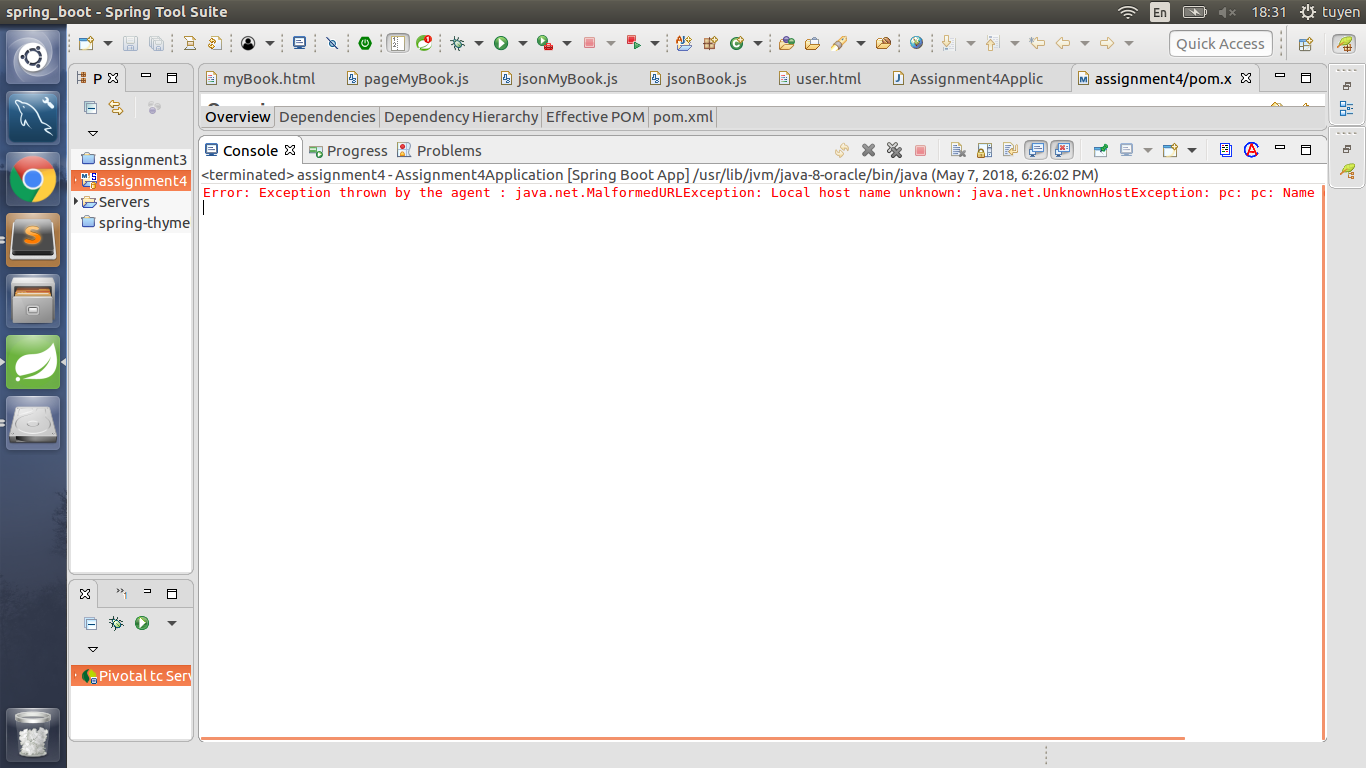 spring_boot - Spring Tool Suite
En
18:31
tuyen
Quick Access
P
myBook.html
pageMyBook.js
jsonMyBook.js
jsonBook.js
user.html
Assignment4Applic
assignment4/pom.x
Overview
Dependencies
Dependency Hierarchy
Effective POM
pom.xml
Console
Progress
Problems
<terminated> assignment4 - Assignment4Application [Spring Boot App] /usr/lib/jvm/java-8-oracle/bin/java (May 7, 2018, 6:26:02 PM)
Error: Exception thrown by the agent : java.net.MalformedURLException: Local host name unknown: java.net.UnknownHostException: pc: pc: Name
assignment3
assignment4
Servers
spring-thyme
Pivotal tc Serv